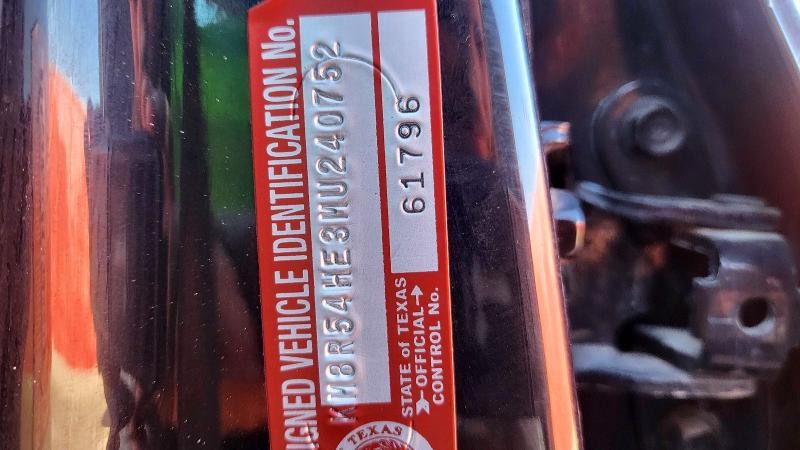 IGNED VEHICLE IDENTIFICATION No.
KM8R54HE3MU240752
61796
STATE of TEXAS
OFFICIAL
CONTROL No.
TEXAS